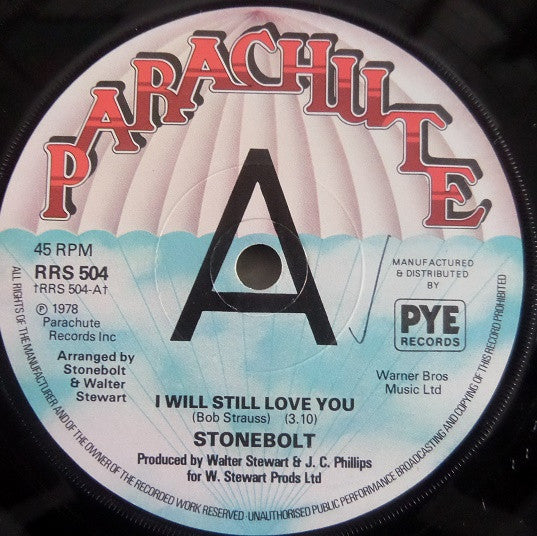 PARACHUTE
A
45 RPM
RRS 504
†RRS 504-A†
℗ 1978
Parachute
Records Inc
Arranged by
Stonebolt
& Walter
Stewart
MANUFACTURED
& DISTRIBUTED
BY
PYE
RECORDS
Warner Bros
Music Ltd
I WILL STILL LOVE YOU
(Bob Strauss) (3.10)
STONEBOLT
Produced by Walter Stewart & J. C. Phillips
for W. Stewart Prods Ltd
ALL RIGHTS OF THE MANUFACTURER AND OF THE OWNER OF THE RECORDED WORK RESERVED · UNAUTHORISED PUBLIC PERFORMANCE BROADCASTING AND COPYING OF THIS RECORD PROHIBITED